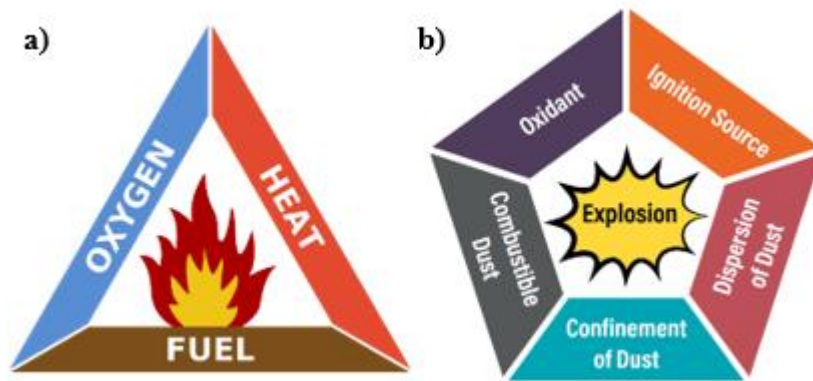 a)
OXYGEN
HEAT
FUEL
b)
Oxidant
Ignition Source
Combustible
Dust
Explosion
Dispersion
of Dust
Confinement
of Dust